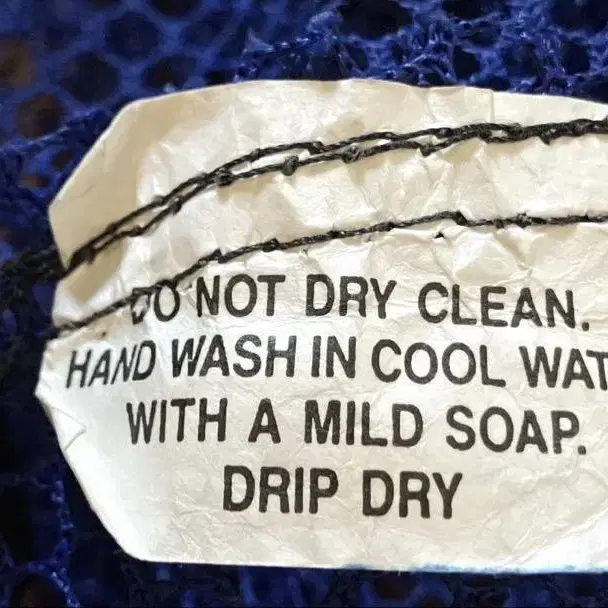 DO NOT DRY CLEAN.
HAND WASH IN COOL WAT
WITH A MILD SOAP.
DRIP DRY